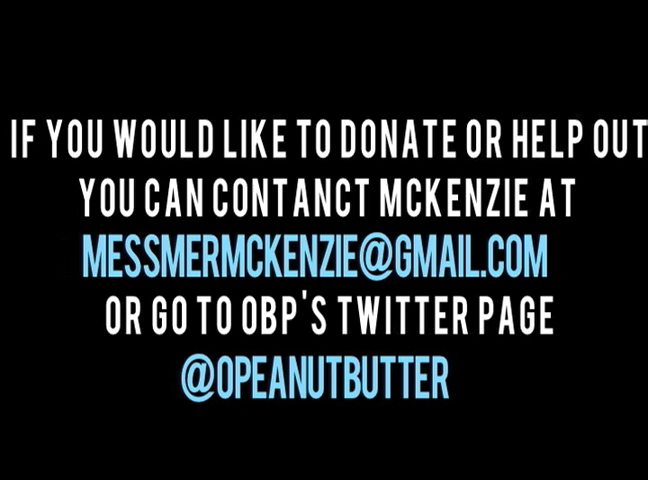 IF YOU WOULD LIKE TO DONATE OR HELP OUT
YOU CAN CONTANCT MCKENZIE AT
MESSMERMCKENZIE@GMAIL.COM
OR GO TO OBP'S TWITTER PAGE
@OPEANUTBUTTER